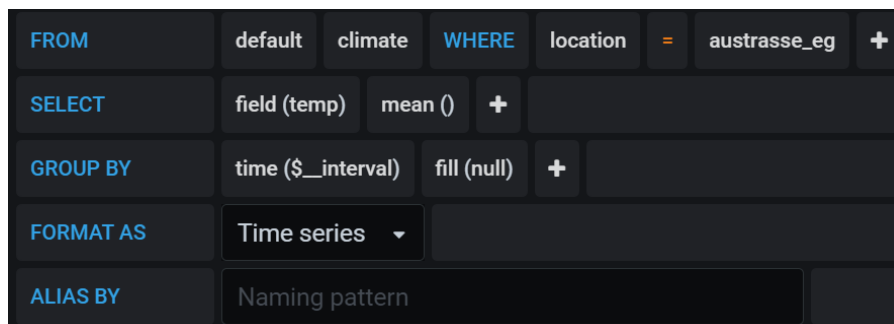 FROM default climate WHERE location = austrasse_eg +
SELECT field (temp) mean () +
GROUP BY time ($__interval) fill (null) +
FORMAT AS Time series
ALIAS BY Naming pattern